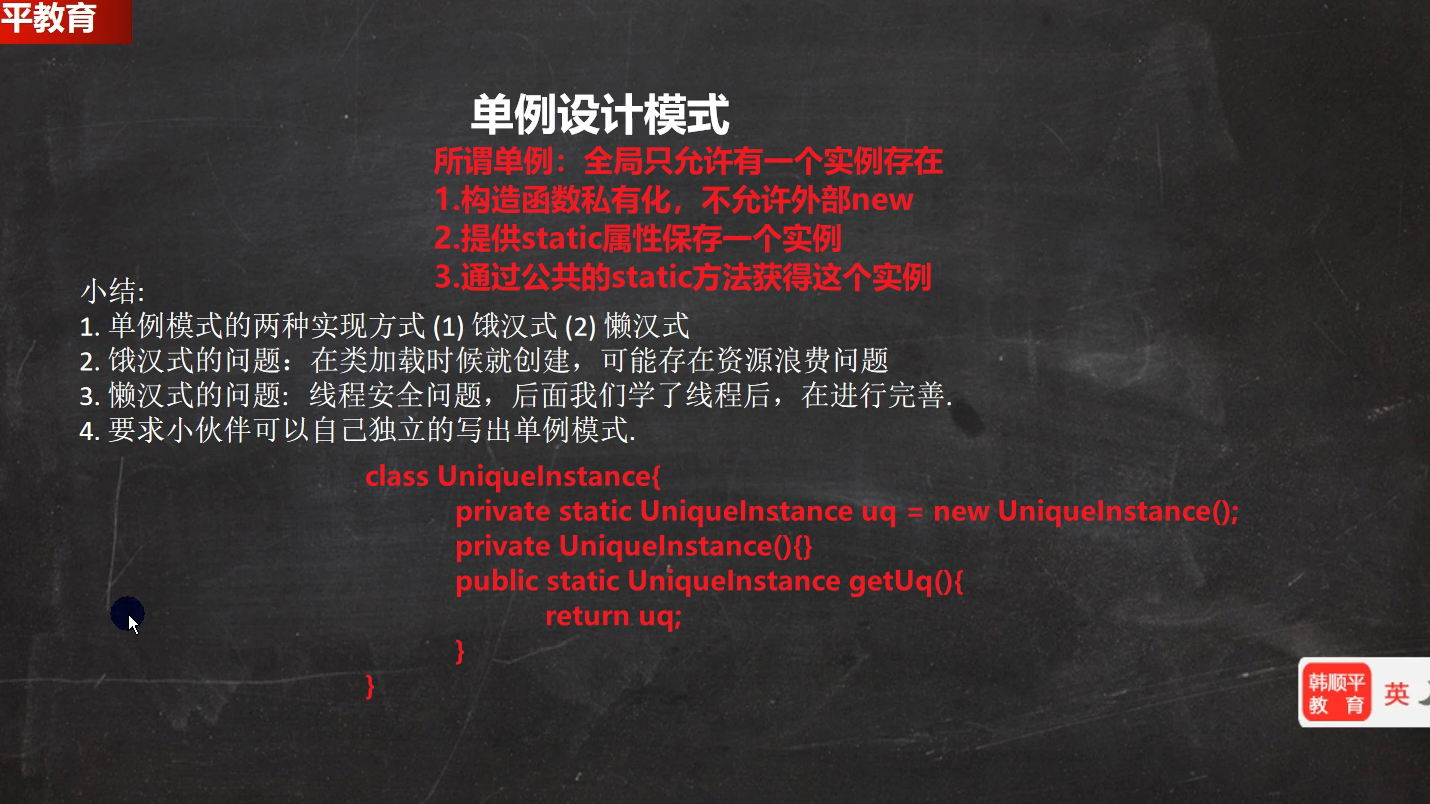 平教育
单例设计模式
所谓单例：全局只允许有一个实例存在
1.构造函数私有化，不允许外部new
2.提供static属性保存一个实例
3.通过公共的static方法获得这个实例
小结:
1. 单例模式的两种实现方式 (1) 饿汉式 (2) 懒汉式
2. 饿汉式的问题：在类加载时候就创建，可能存在资源浪费问题
3. 懒汉式的问题：线程安全问题，后面我们学了线程后，在进行完善.
4. 要求小伙伴可以自己独立的写出单例模式.
class UniqueInstance{
private static UniqueInstance uq = new UniqueInstance();
private UniqueInstance(){}
public static UniqueInstance getUq(){
return uq;
}
}
韩顺平
教 育
英